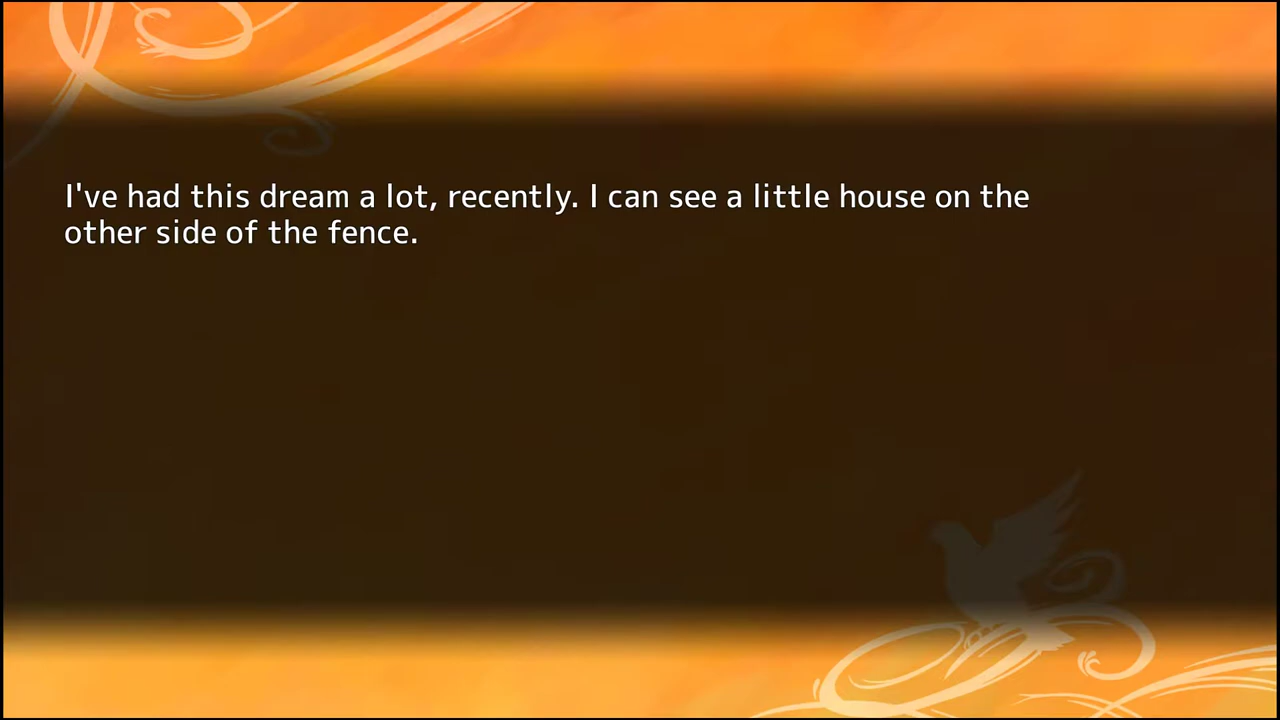 I've had this dream a lot, recently. I can see a little house on the
other side of the fence.